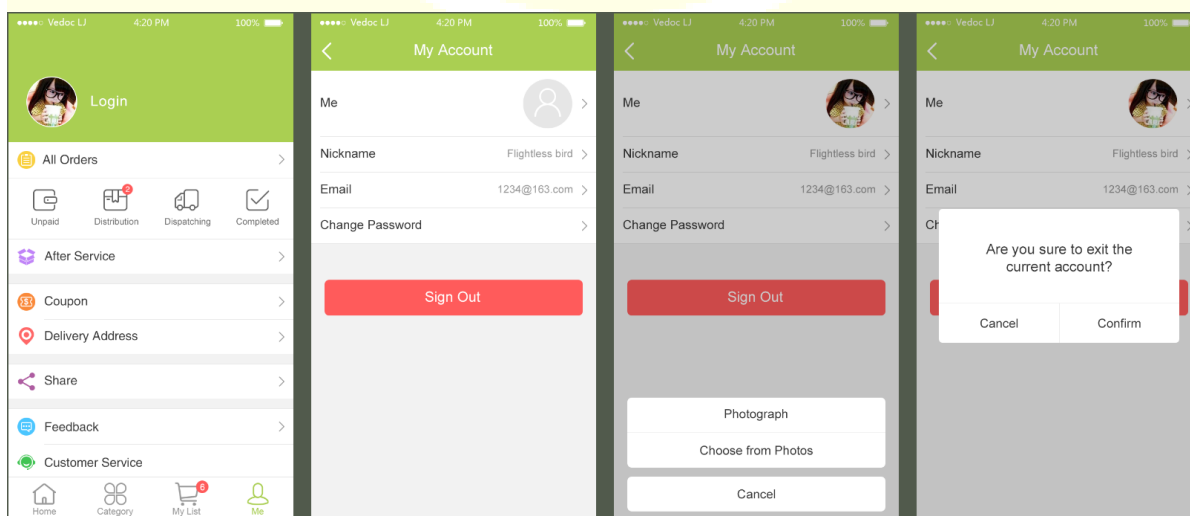 Vedoc LJ 4:20 PM 100%
Login
All Orders
2
Unpaid Distribution Dispatching Completed
After Service
Coupon
Delivery Address
Share
Feedback
Customer Service
6
Home Category My List Me
Vedoc LJ 4:20 PM 100%
My Account
Me
Nickname Flightless bird
Email 1234@163.com
Change Password
Sign Out
Vedoc LJ 4:20 PM 100%
My Account
Me
Nickname Flightless bird
Email 1234@163.com
Change Password
Sign Out
Photograph
Choose from Photos
Cancel
Vedoc LJ 4:20 PM 100%
My Account
Me
Nickname Flightless bird
Email 1234@163.com
Ch
Are you sure to exit the
current account?
Cancel Confirm